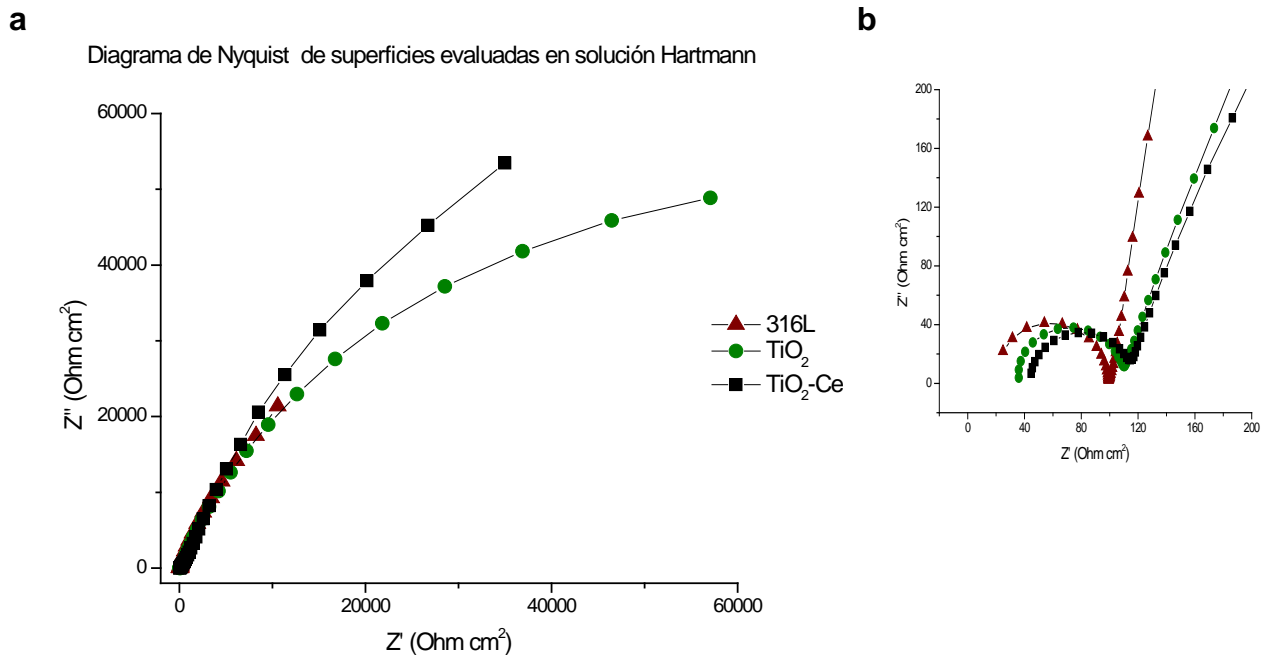 a
Diagrama de Nyquist de superficies evaluadas en solución Hartmann
60000
40000
20000
0
Z'' (Ohm cm²)
0 20000 40000 60000
Z' (Ohm cm²)
316L
TiO₂
TiO₂-Ce
b
200
160
120
80
40
0
Z'' (Ohm cm²)
0 40 80 120 160 200
Z' (Ohm cm²)